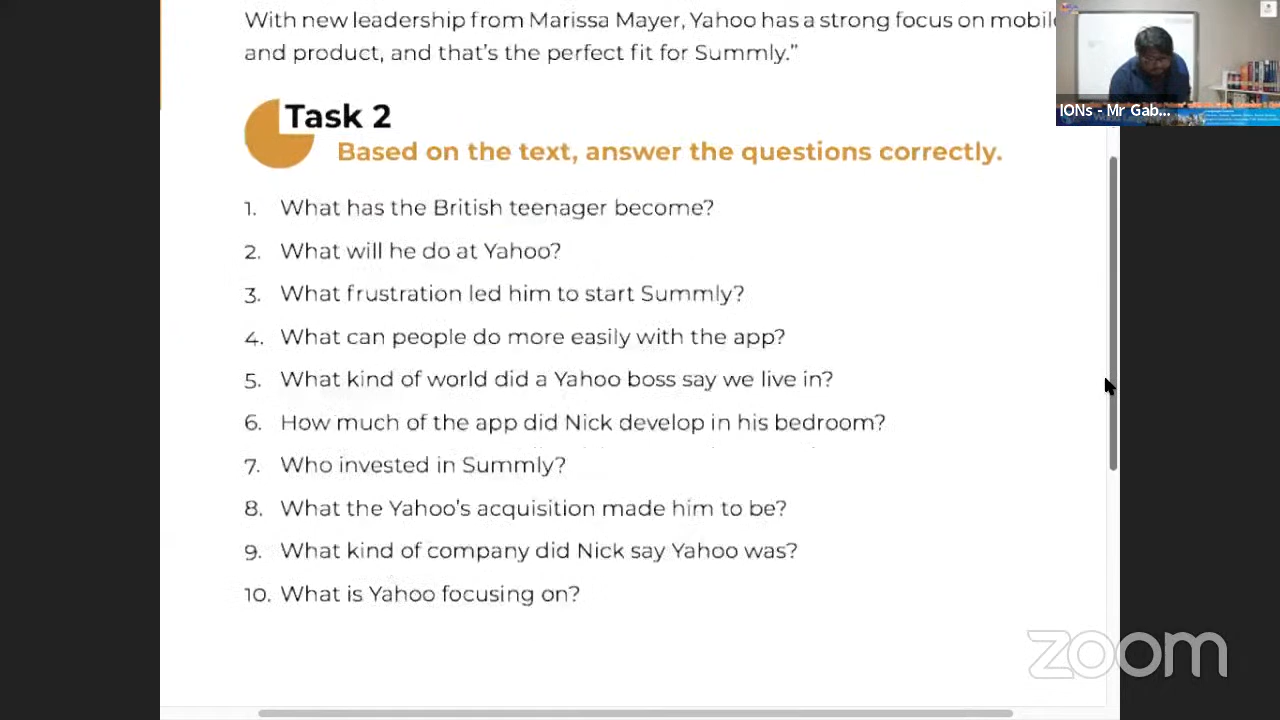 With new leadership from Marissa Mayer, Yahoo has a strong focus on mobile
and product, and that's the perfect fit for Summly.”
Task 2
Based on the text, answer the questions correctly.
1. What has the British teenager become?
2. What will he do at Yahoo?
3. What frustration led him to start Summly?
4. What can people do more easily with the app?
5. What kind of world did a Yahoo boss say we live in?
6. How much of the app did Nick develop in his bedroom?
7. Who invested in Summly?
8. What the Yahoo's acquisition made him to be?
9. What kind of company did Nick say Yahoo was?
10. What is Yahoo focusing on?
IONs - Mr Gab...
zoom